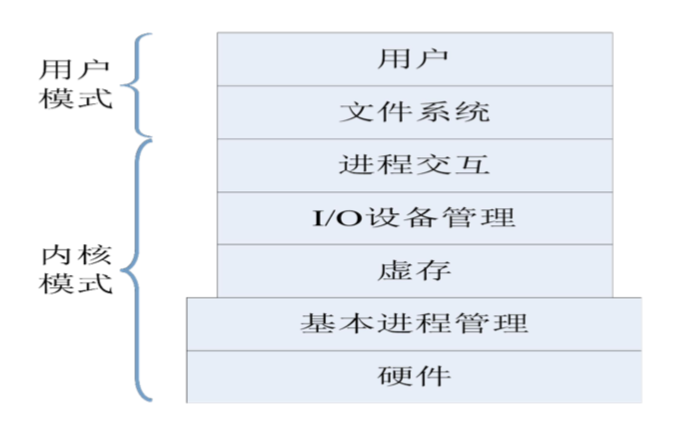 用户
模式
用户
文件系统
进程交互
I/O设备管理
内核
模式
虚存
基本进程管理
硬件